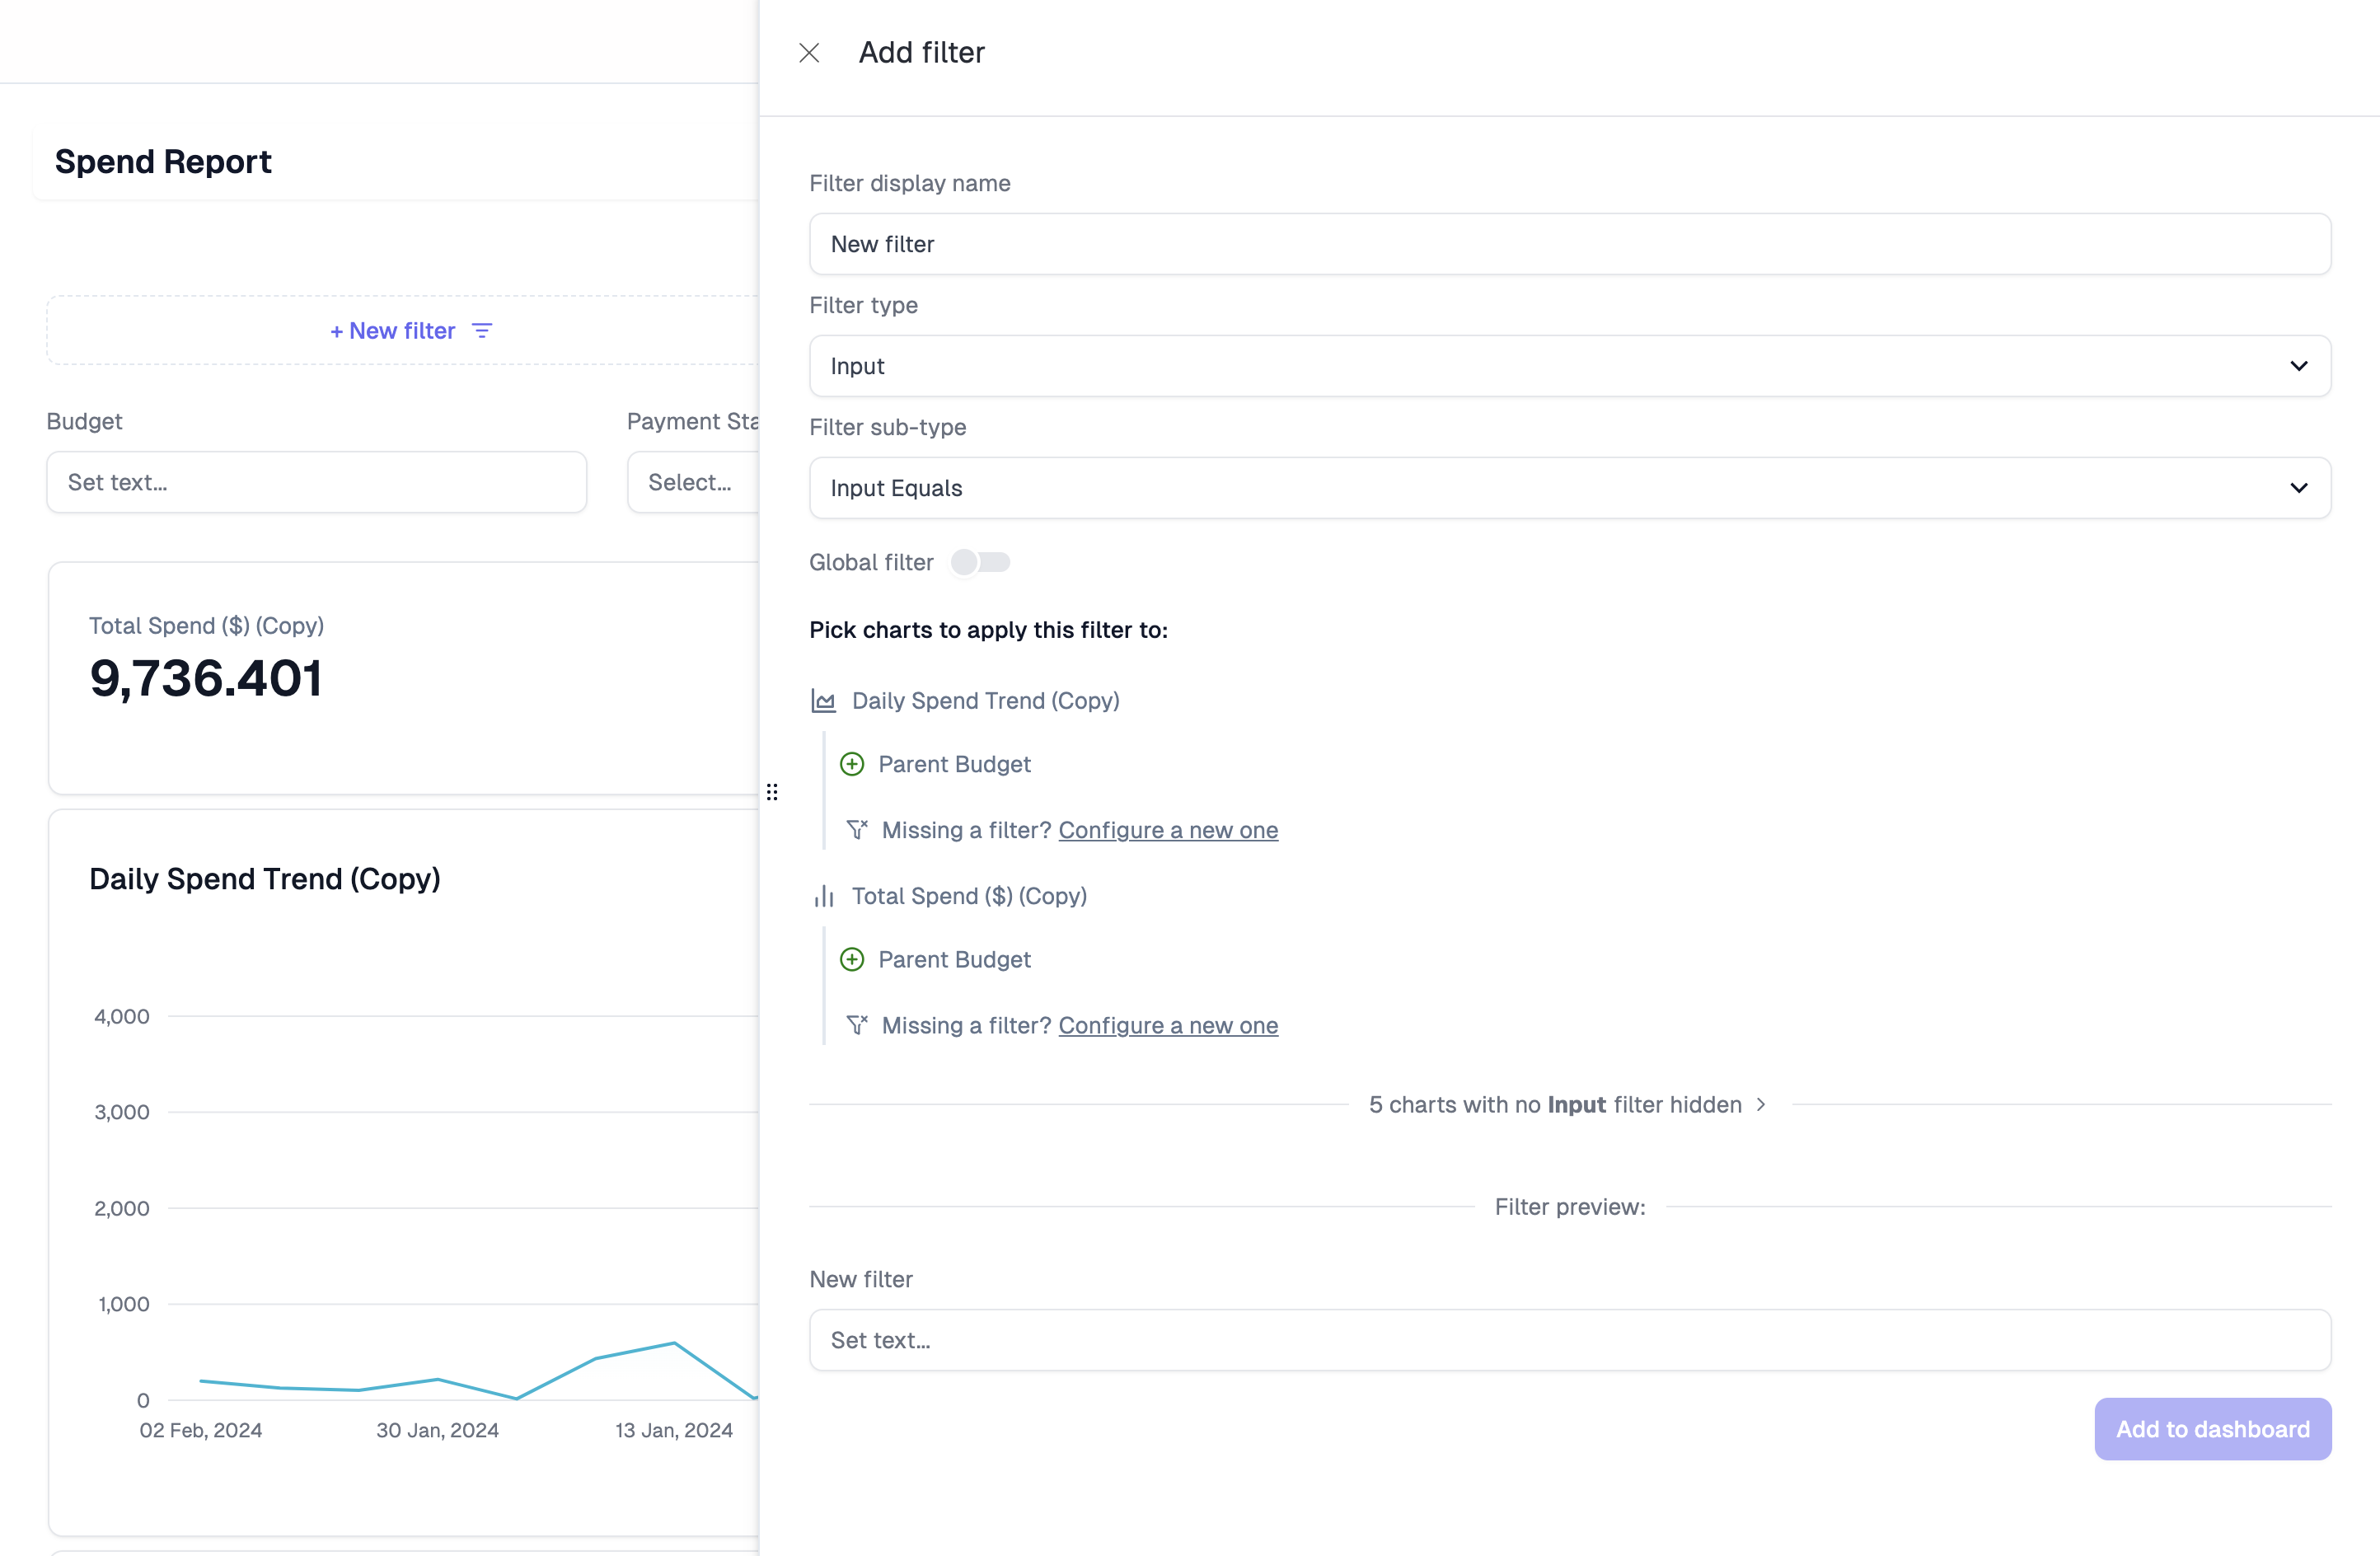 Spend Report
+ New filter
Budget
Payment Sta
Set text...
Select...
Total Spend ($) (Copy)
9,736.401
Daily Spend Trend (Copy)
4,000
3,000
2,000
1,000
0
02 Feb, 2024
30 Jan, 2024
13 Jan, 2024
Add filter
Filter display name
New filter
Filter type
Input
Filter sub-type
Input Equals
Global filter
Pick charts to apply this filter to:
Daily Spend Trend (Copy)
Parent Budget
Missing a filter? Configure a new one
Total Spend ($) (Copy)
Parent Budget
Missing a filter? Configure a new one
5 charts with no Input filter hidden
Filter preview:
New filter
Set text...
Add to dashboard